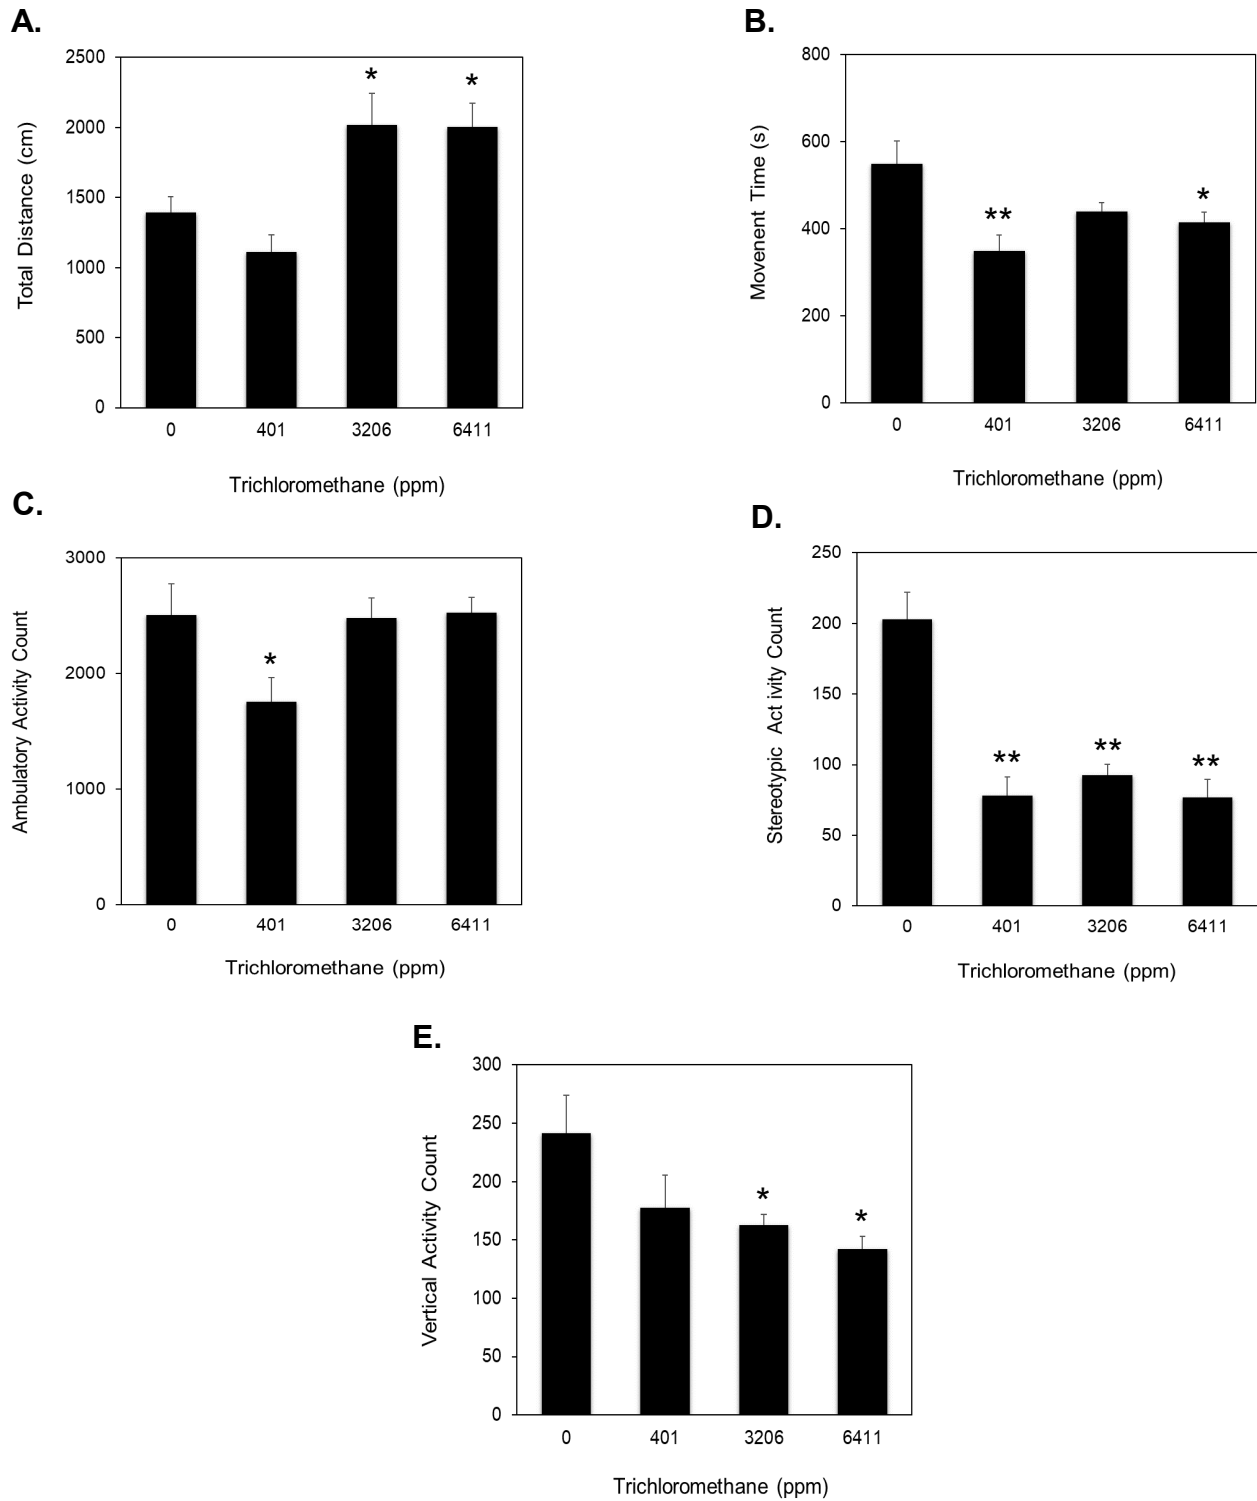 A.
2500
2000
1500
1000
500
0
Total Distance (cm)
* *
0 401 3206 6411
Trichloromethane (ppm)
B.
800
600
400
200
0
Movenent Time (s)
** *
0 401 3206 6411
Trichloromethane (ppm)
C.
3000
2000
1000
0
Ambulatory Activity Count
*
0 401 3206 6411
Trichloromethane (ppm)
D.
250
200
150
100
50
0
Stereotypic Act ivity Count
** ** **
0 401 3206 6411
Trichloromethane (ppm)
E.
300
250
200
150
100
50
0
Vertical Activity Count
* *
0 401 3206 6411
Trichloromethane (ppm)